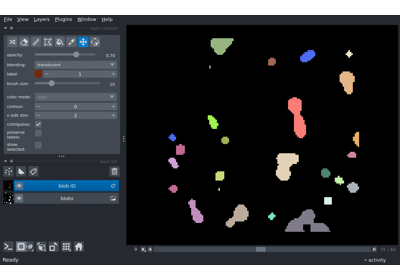 File View Layers Plugins Window Help
opacity: 0.70
blending: translucent
label: 1
brush size: 10
color mode:
contour: 0
n edit dim: 2
contiguous:
preserve labels:
show selected:
blob ID
blobs
Ready
activity